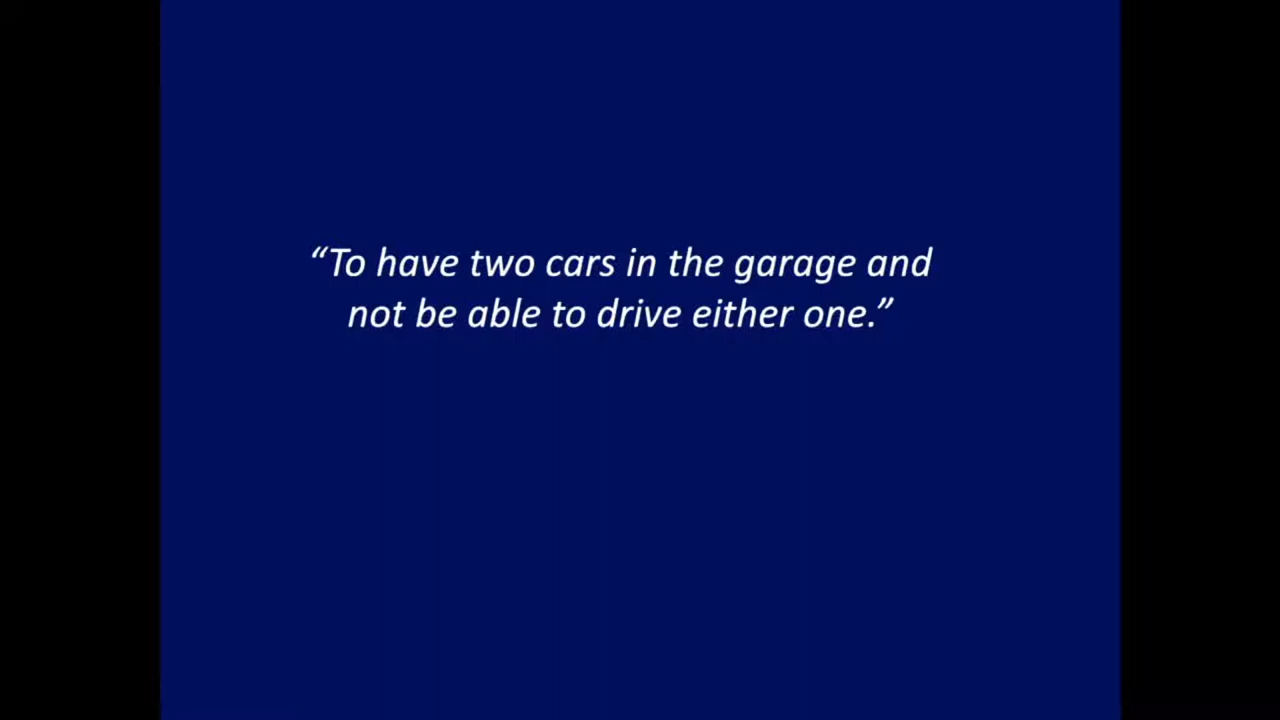 “To have two cars in the garage and
not be able to drive either one.”